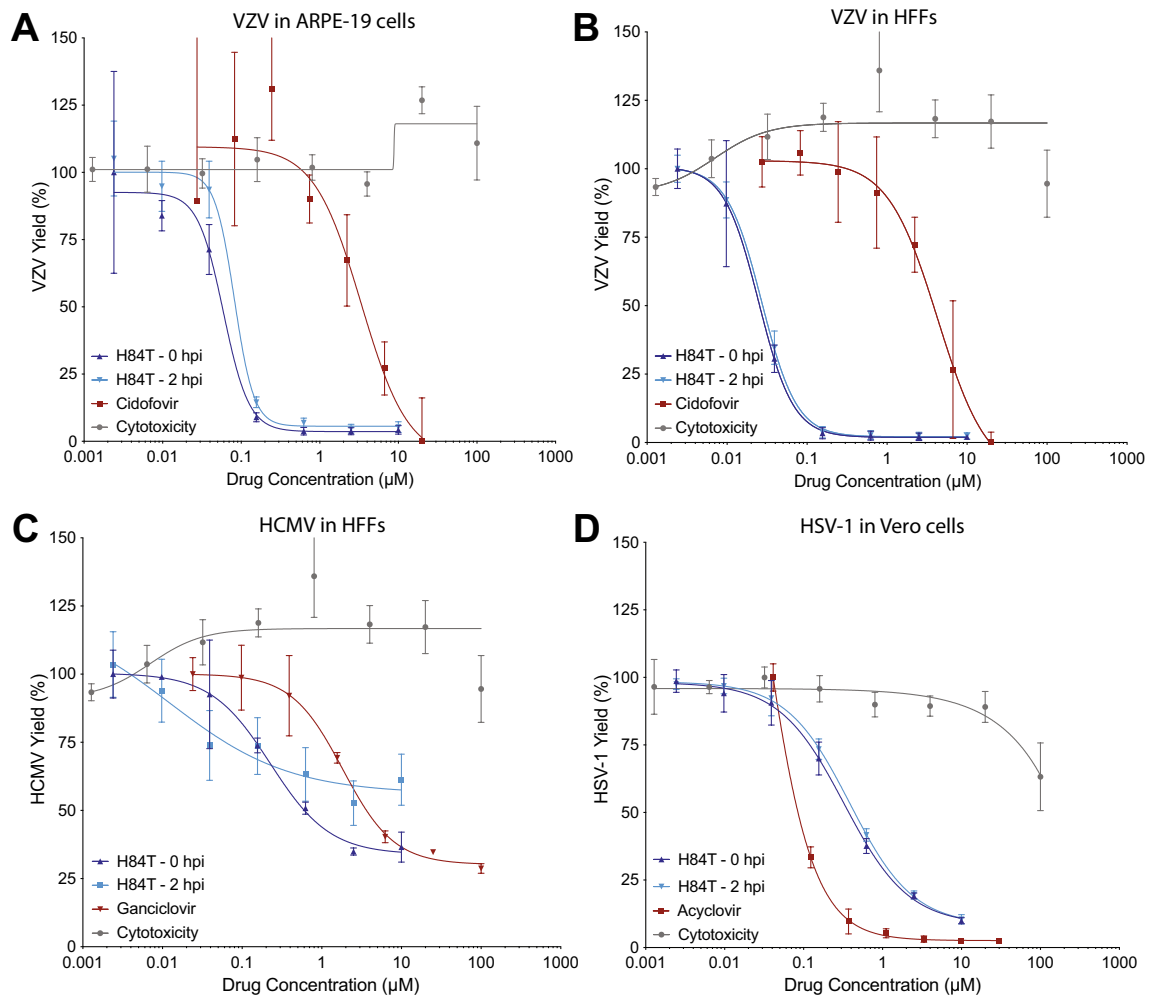 A
VZV in ARPE-19 cells
150
125
100
75
50
25
0
VZV Yield (%)
H84T - 0 hpi
H84T - 2 hpi
Cidofovir
Cytotoxicity
0.001 0.01 0.1 1 10 100 1000
Drug Concentration (µM)
B
VZV in HFFs
150
125
100
75
50
25
0
VZV Yield (%)
H84T - 0 hpi
H84T - 2 hpi
Cidofovir
Cytotoxicity
0.001 0.01 0.1 1 10 100 1000
Drug Concentration (µM)
C
HCMV in HFFs
150
125
100
75
50
25
0
HCMV Yield (%)
H84T - 0 hpi
H84T - 2 hpi
Ganciclovir
Cytotoxicity
0.001 0.01 0.1 1 10 100 1000
Drug Concentration (µM)
D
HSV-1 in Vero cells
150
125
100
75
50
25
0
HSV-1 Yield (%)
H84T - 0 hpi
H84T - 2 hpi
Acyclovir
Cytotoxicity
0.001 0.01 0.1 1 10 100 1000
Drug Concentration (µM)